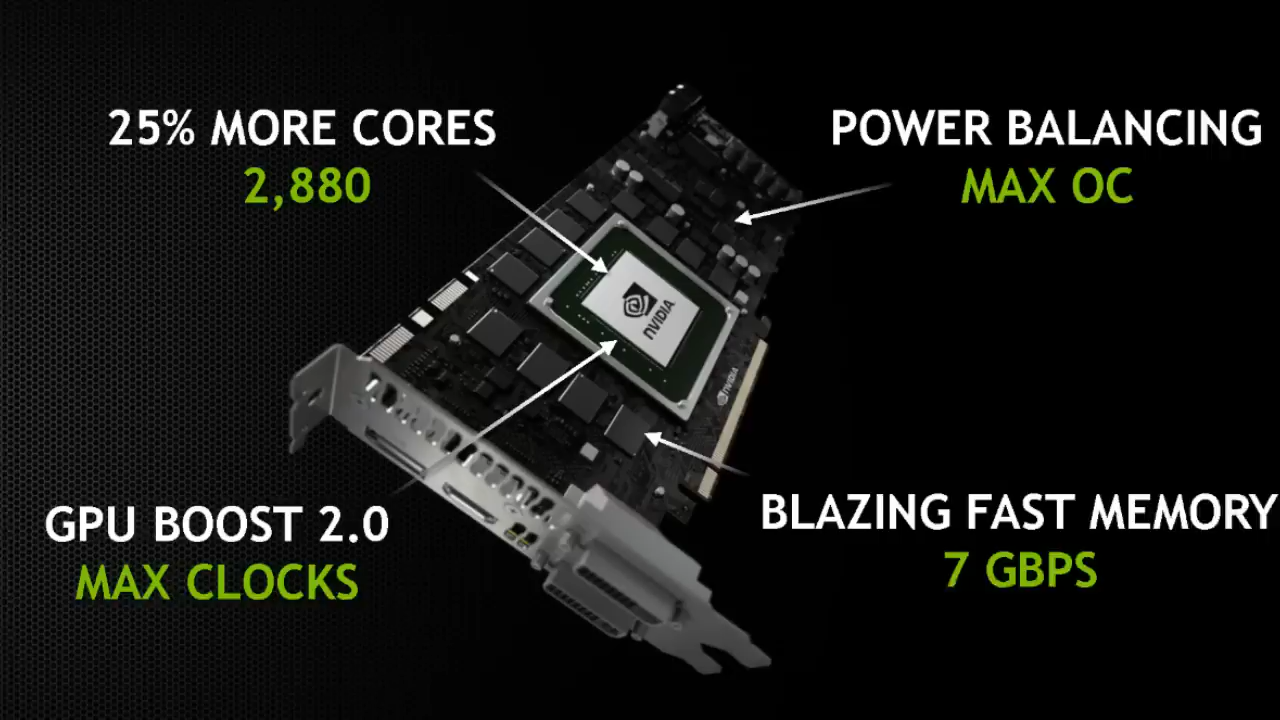 25% MORE CORES
2,880
POWER BALANCING
MAX OC
NVIDIA
NVIDIA
GPU BOOST 2.0
MAX CLOCKS
BLAZING FAST MEMORY
7 GBPS